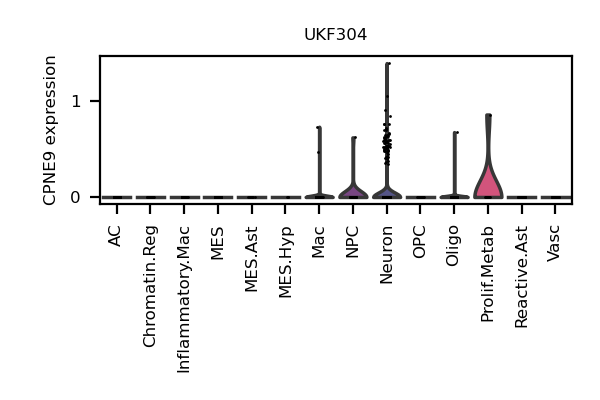 UKF304
CPNE9 expression
1
0
AC
Chromatin.Reg
Inflammatory.Mac
MES
MES.Ast
MES.Hyp
Mac
NPC
Neuron
OPC
Oligo
Prolif.Metab
Reactive.Ast
Vasc